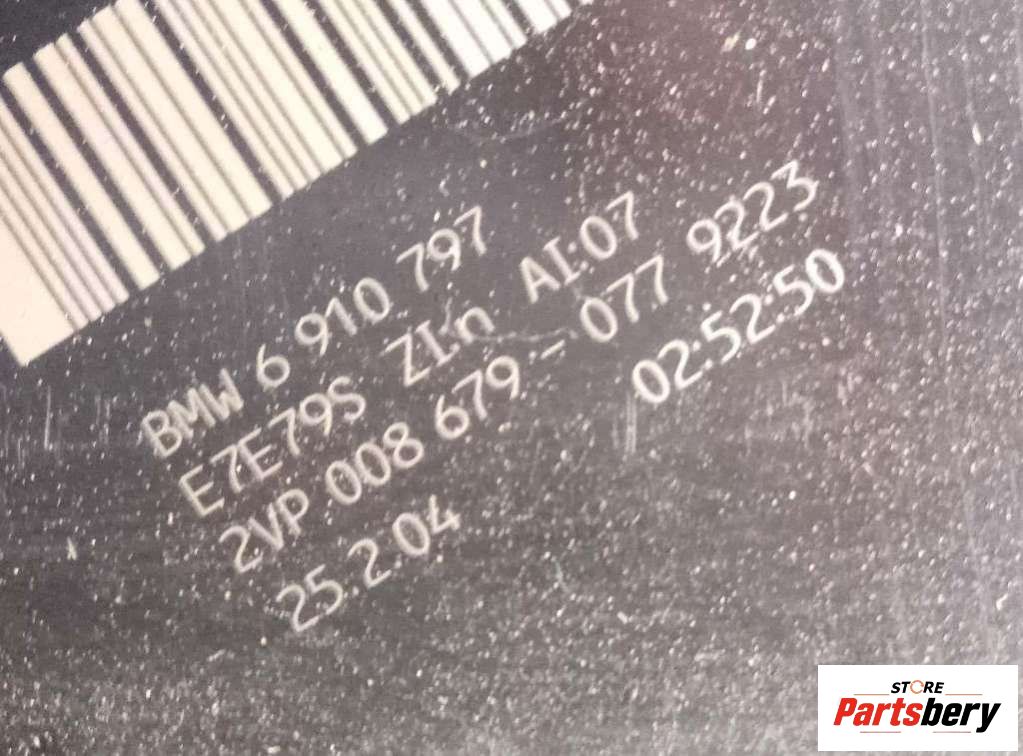 BMW 6 910 797
E7E79S ZI:n AI:07
2VP 008 679-077 9223
25.2.04 02:52:50
STORE
Partsbery